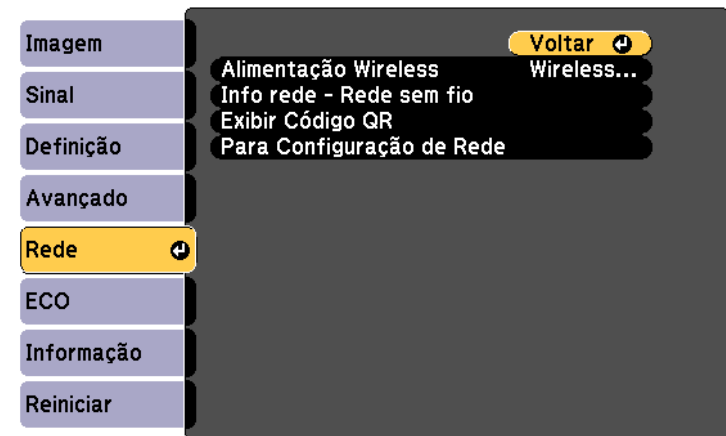 Imagem
Sinal
Definição
Avançado
Rede
ECO
Informação
Reiniciar
Voltar
Alimentação Wireless Wireless...
Info rede - Rede sem fio
Exibir Código QR
Para Configuração de Rede